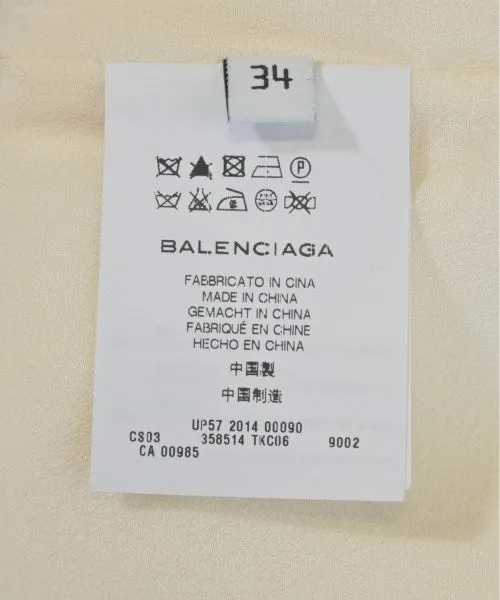 34
P
BALENCIAGA
FABBRICATO IN CINA
MADE IN CHINA
GEMACHT IN CHINA
FABRIQUÉ EN CHINE
HECHO EN CHINA
中国製
中国制造
UP57 2014 00090
CS03 358514 TKC06 9002
CA 00985